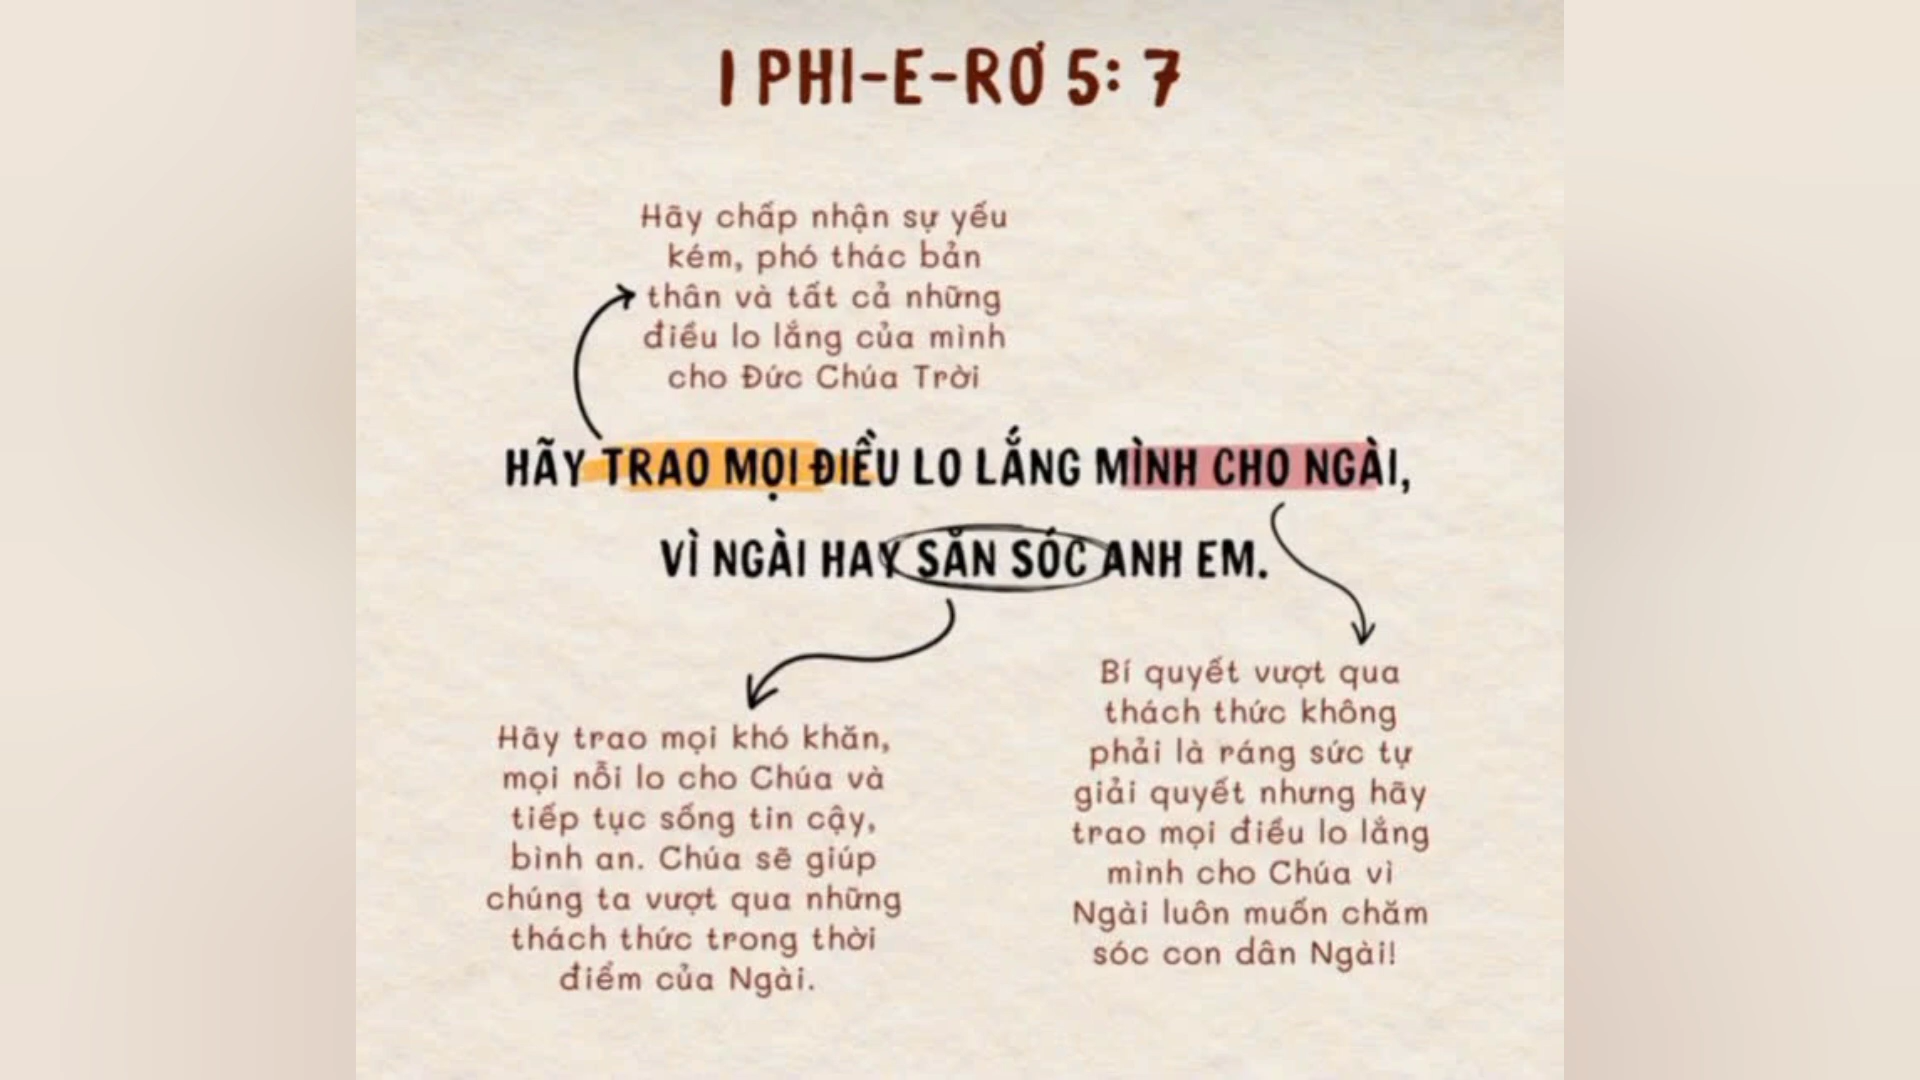 I PHI-E-RƠ 5: 7
Hãy chấp nhận sự yếu
kém, phó thác bản
thân và tất cả những
điều lo lắng của mình
cho Đức Chúa Trời
HÃY TRAO MỌI ĐIỀU LO LẮNG MÌNH CHO NGÀI,
VÌ NGÀI HAY SĂN SÓC ANH EM.
Hãy trao mọi khó khăn,
mọi nỗi lo cho Chúa và
tiếp tục sống tin cậy,
bình an. Chúa sẽ giúp
chúng ta vượt qua những
thách thức trong thời
điểm của Ngài.
Bí quyết vượt qua
thách thức không
phải là ráng sức tự
giải quyết nhưng hãy
trao mọi điều lo lắng
mình cho Chúa vì
Ngài luôn muốn chăm
sóc con dân Ngài!